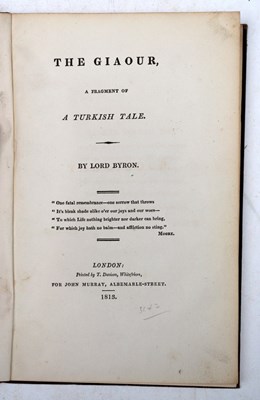 THE GIAOUR,
A FRAGMENT OF
A TURKISH TALE.
BY LORD BYRON.
"One fatal remembrance—one sorrow that throws
"It's bleak shade alike o'er our joys and our woes—
"To which Life nothing brighter nor darker can bring,
"For which joy hath no balm—and affliction no sting."
MOORE.
LONDON:
Printed by T. Davison, Whitefriars,
FOR JOHN MURRAY, ALBEMARLE-STREET.
1813.